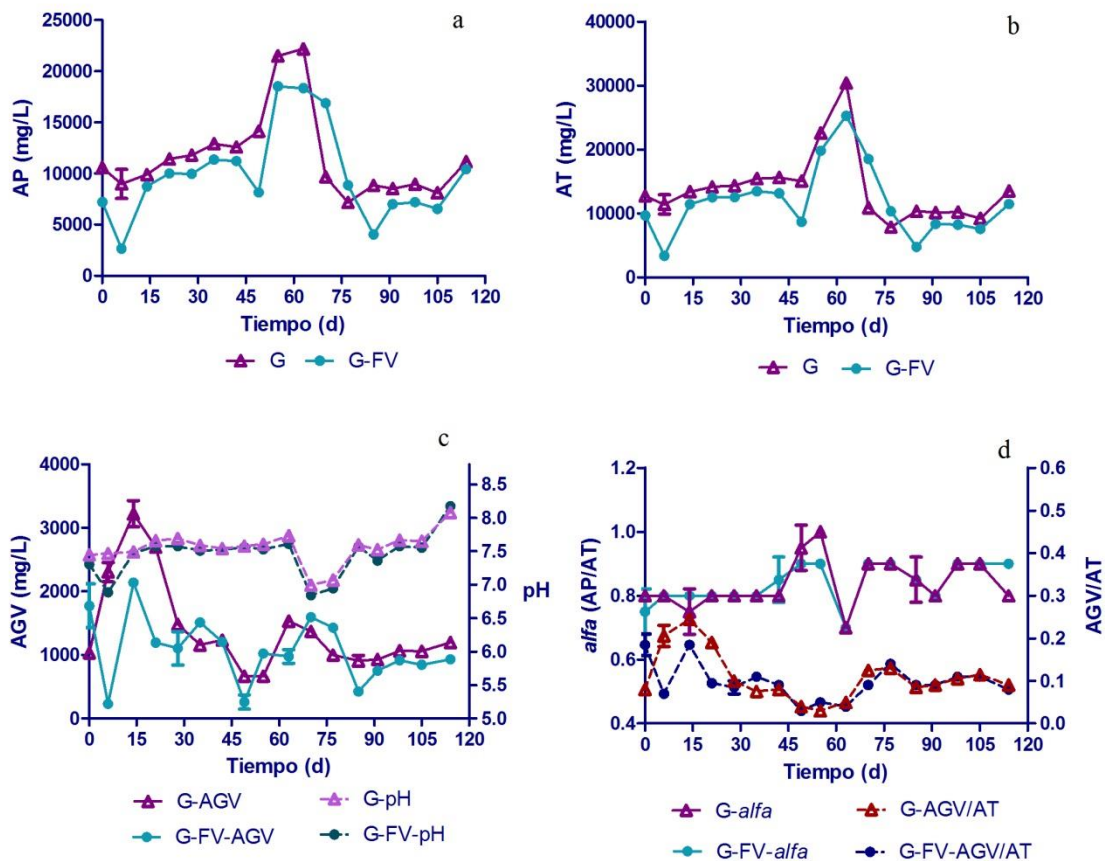 a
25000
20000
15000
10000
5000
0
AP (mg/L)
0 15 30 45 60 75 90 105 120
Tiempo (d)
G G-FV
b
40000
30000
20000
10000
0
AT (mg/L)
0 15 30 45 60 75 90 105 120
Tiempo (d)
G G-FV
c
4000
3000
2000
1000
0
AGV (mg/L)
8.5
8.0
7.5
7.0
6.5
6.0
5.5
5.0
pH
0 15 30 45 60 75 90 105 120
Tiempo (d)
G-AGV G-pH
G-FV-AGV G-FV-pH
d
1.2
1.0
0.8
0.6
0.4
alfa (AP/AT)
0.6
0.5
0.4
0.3
0.2
0.1
0.0
AGV/AT
0 15 30 45 60 75 90 105 120
Tiempo (d)
G-alfa G-AGV/AT
G-FV-alfa G-FV-AGV/AT